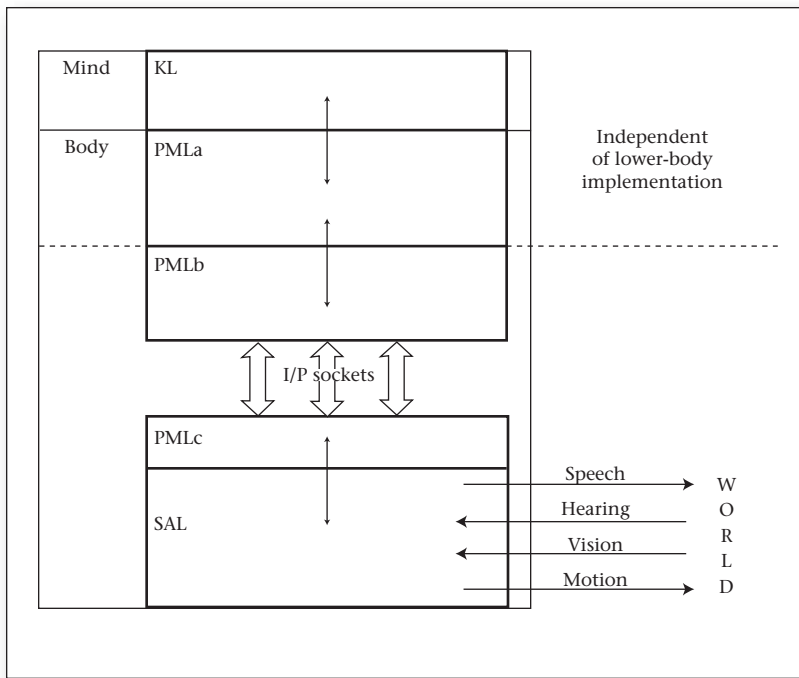 Mind
KL
Body
PMLa
Independent
of lower-body
implementation
PMLb
I/P sockets
PMLc
SAL
Speech
Hearing
Vision
Motion
W
O
R
L
D